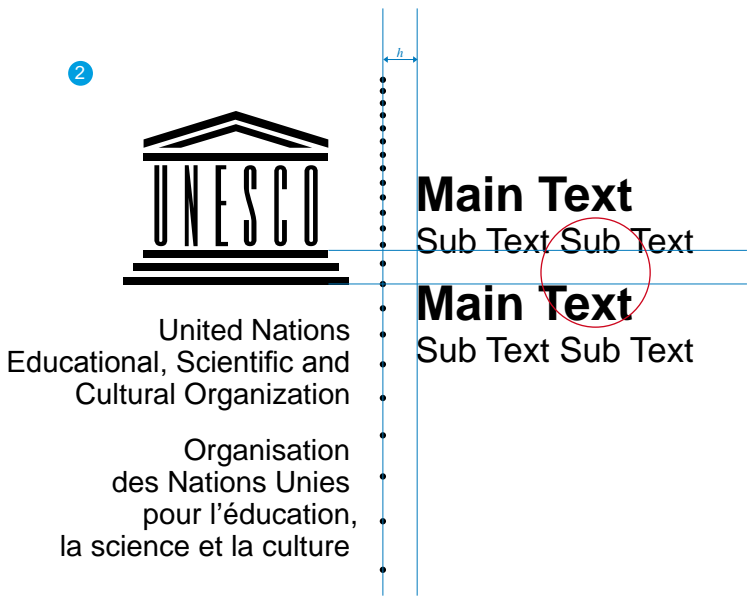 2
h
UNESCO
United Nations
Educational, Scientific and
Cultural Organization
Organisation
des Nations Unies
pour l’éducation,
la science et la culture
Main Text
Sub Text Sub Text
Main Text
Sub Text Sub Text